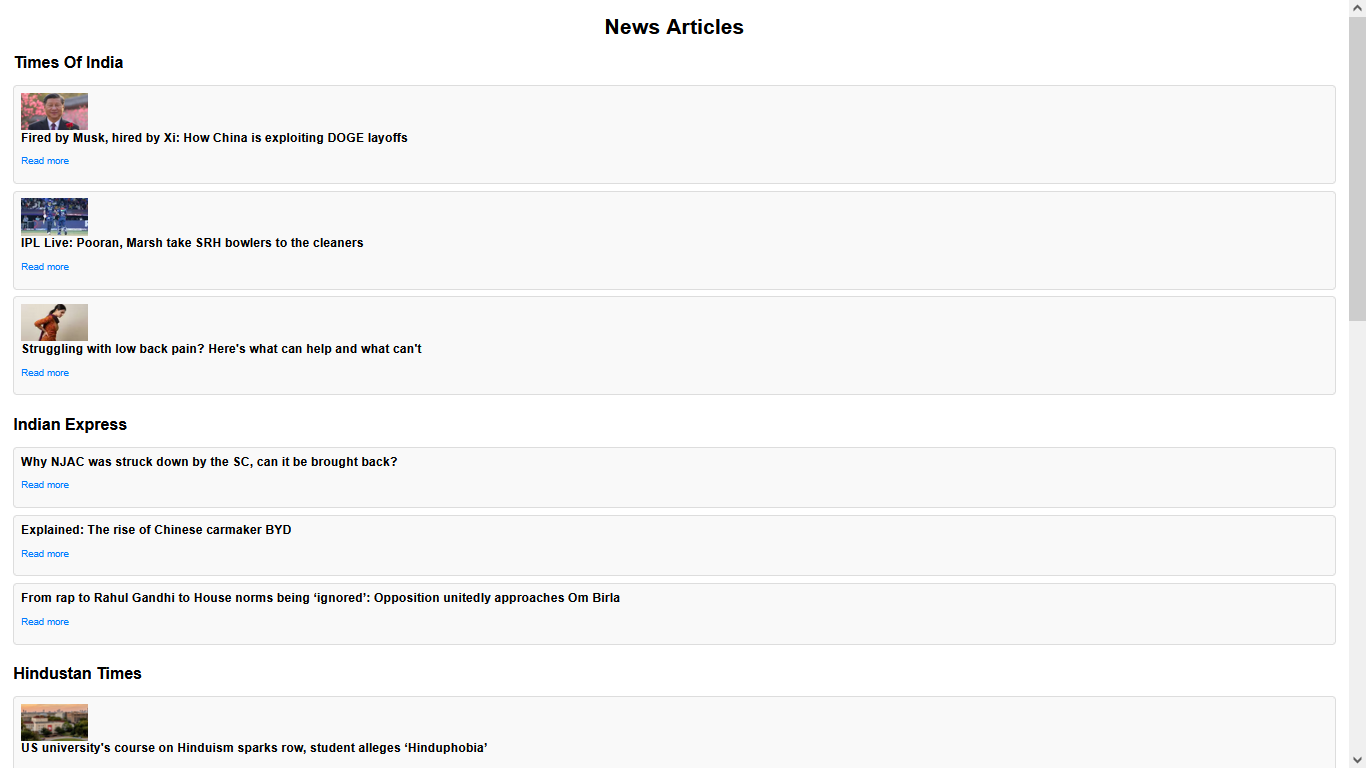 News Articles
Times Of India
Fired by Musk, hired by Xi: How China is exploiting DOGE layoffs
Read more
IPL Live: Pooran, Marsh take SRH bowlers to the cleaners
Read more
Struggling with low back pain? Here's what can help and what can't
Read more
Indian Express
Why NJAC was struck down by the SC, can it be brought back?
Read more
Explained: The rise of Chinese carmaker BYD
Read more
From rap to Rahul Gandhi to House norms being ‘ignored’: Opposition unitedly approaches Om Birla
Read more
Hindustan Times
US university's course on Hinduism sparks row, student alleges ‘Hinduphobia’